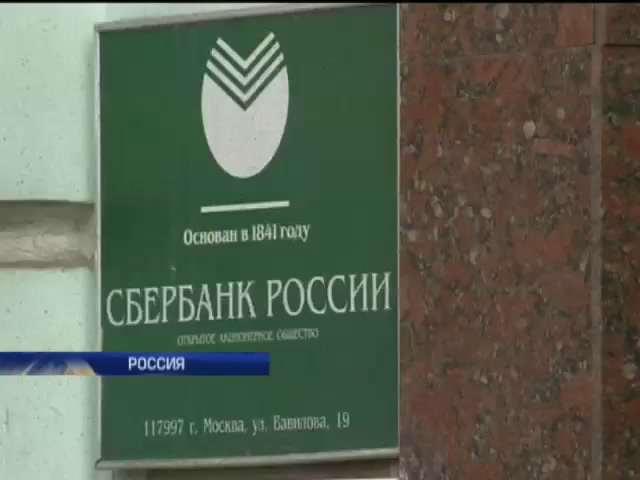 Основан в 1841 году
СБЕРБАНК РОССИИ
ОТКРЫТОЕ АКЦИОНЕРНОЕ ОБЩЕСТВО
РОССИЯ
117997 г. Москва, ул. Вавилова, 19